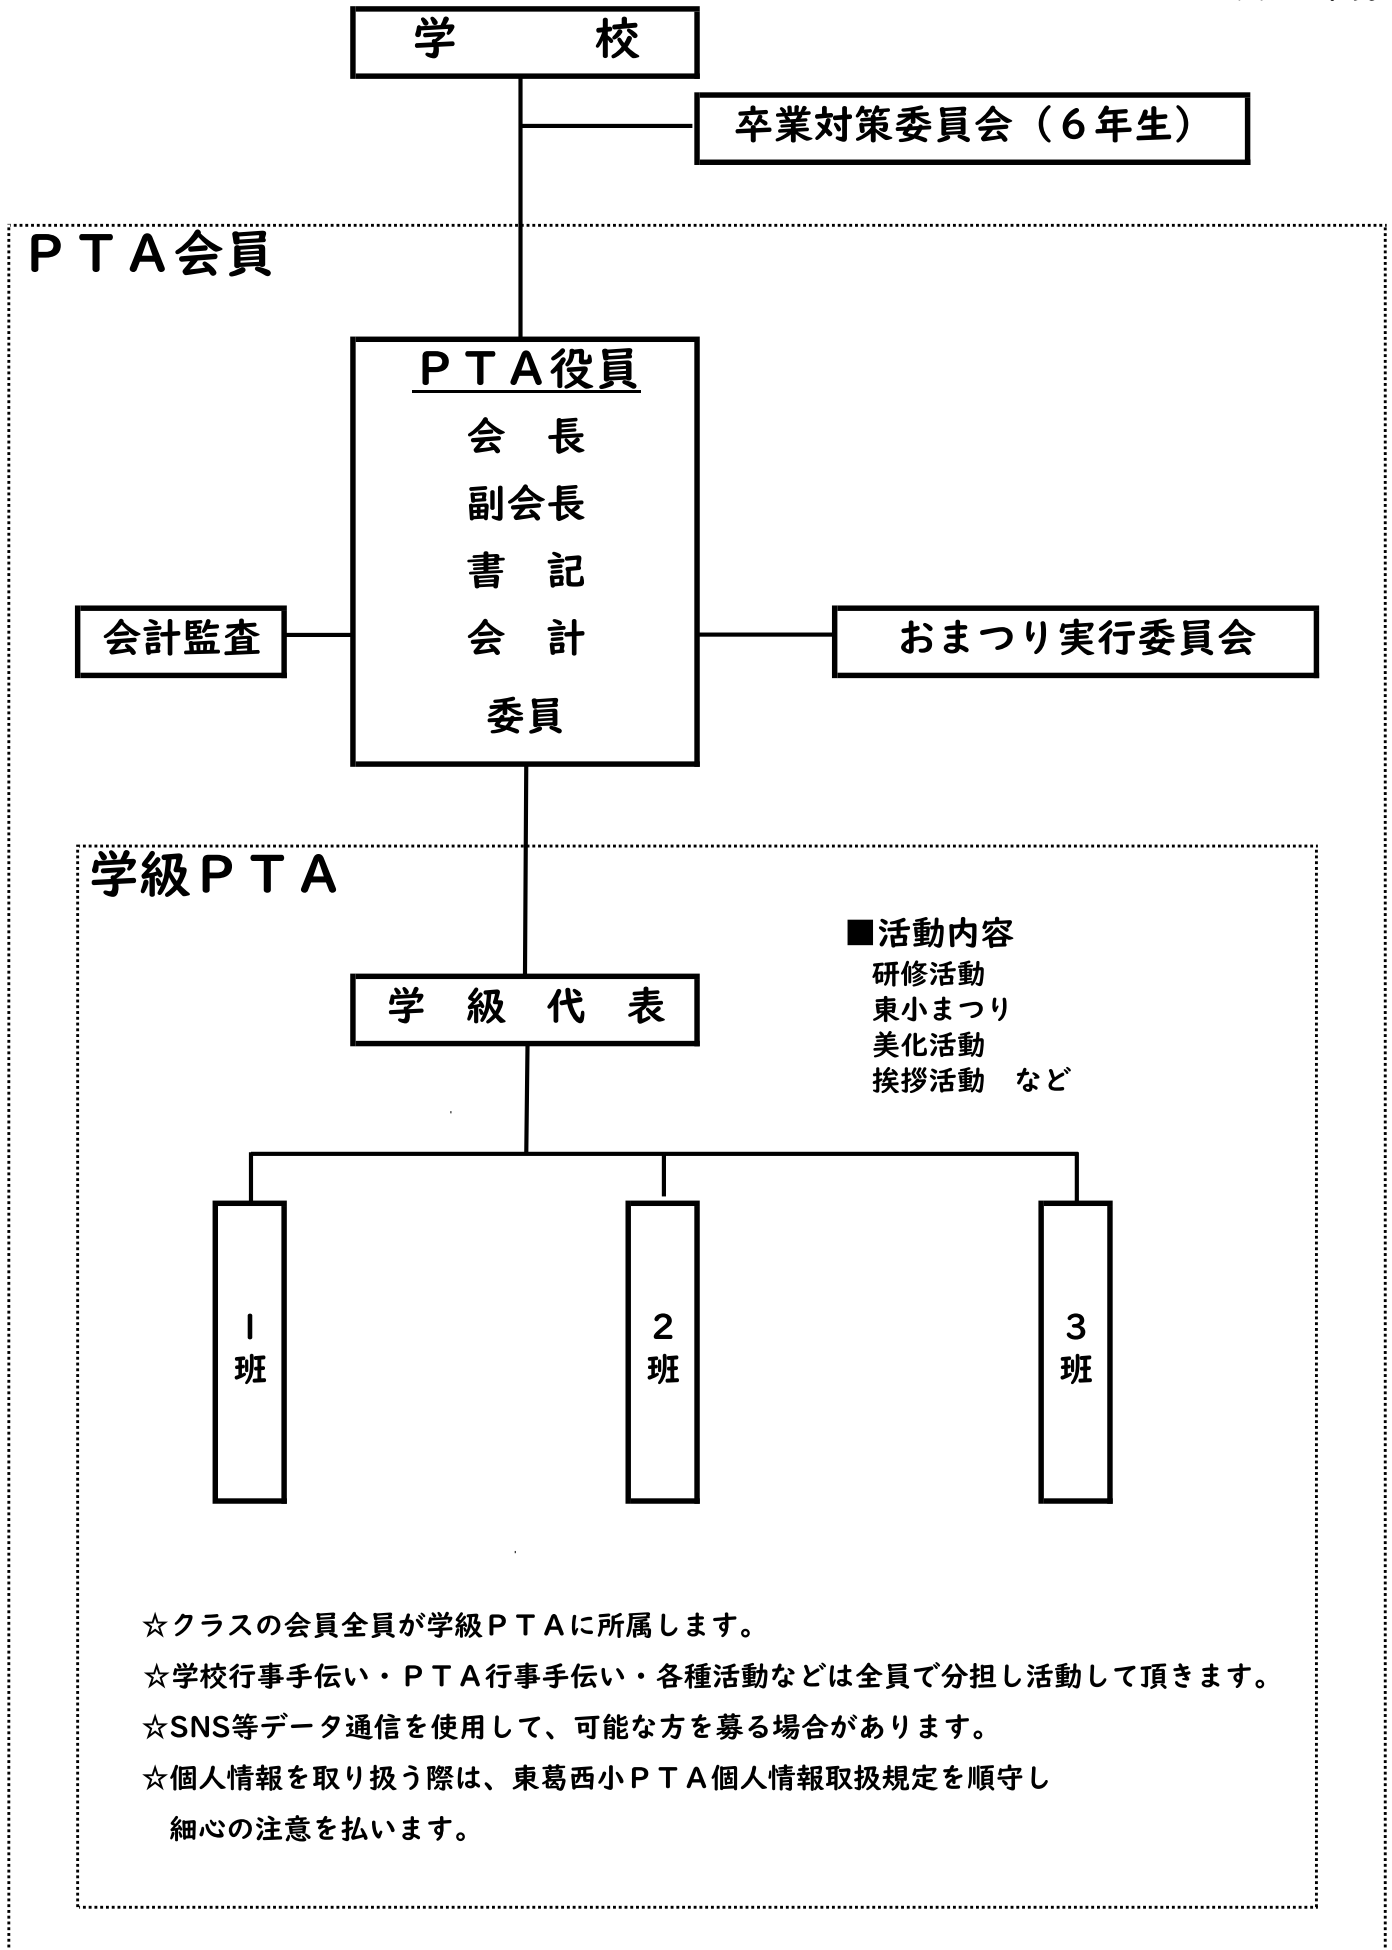 学　校
卒業対策委員会（６年生）
ＰＴＡ会員
ＰＴＡ役員
会　長
副会長
書　記
会　計
委員
会計監査
おまつり実行委員会
学級ＰＴＡ
■活動内容
研修活動
東小まつり
美化活動
挨拶活動　など
学　級　代　表
１班
２班
３班
☆クラスの会員全員が学級ＰＴＡに所属します。
☆学校行事手伝い・ＰＴＡ行事手伝い・各種活動などは全員で分担し活動して頂きます。
☆SNS等データ通信を使用して、可能な方を募る場合があります。
☆個人情報を取り扱う際は、東葛西小ＰＴＡ個人情報取扱規定を順守し
細心の注意を払います。